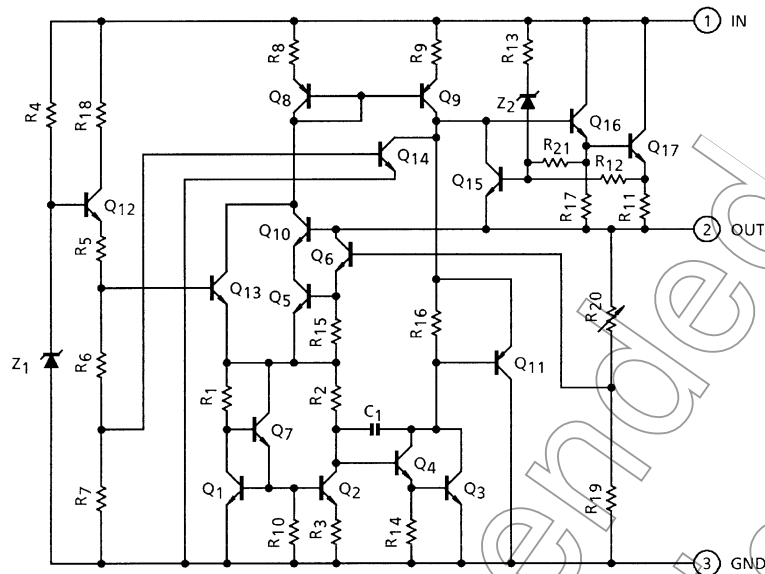 1 IN
R13
R8
R9
R4
R18
Q8
Q9
Z2
Q16
Q14
R21
R12
Q17
Q15
Q12
R17
R11
R5
Q10
2 OUT
Q6
Q13
Q5
R15
R16
R20
Z1
R6
Q11
R1
R2
C1
Q7
Q4
R7
Q1
Q2
Q3
R19
R10
R3
R14
3 GND
ended